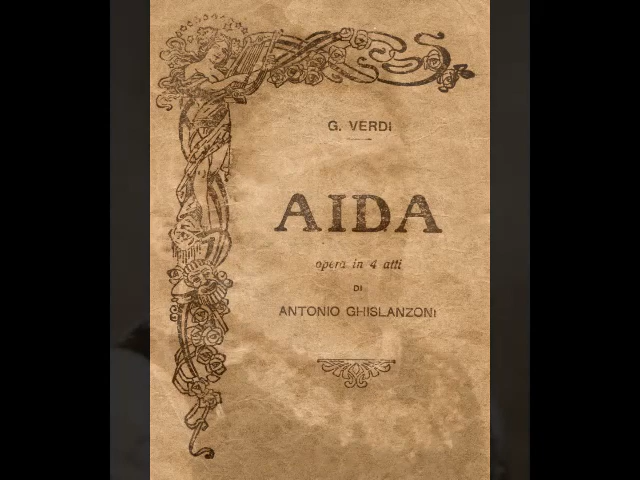 G. VERDI
AIDA
opera in 4 atti
DI
ANTONIO GHISLANZONI